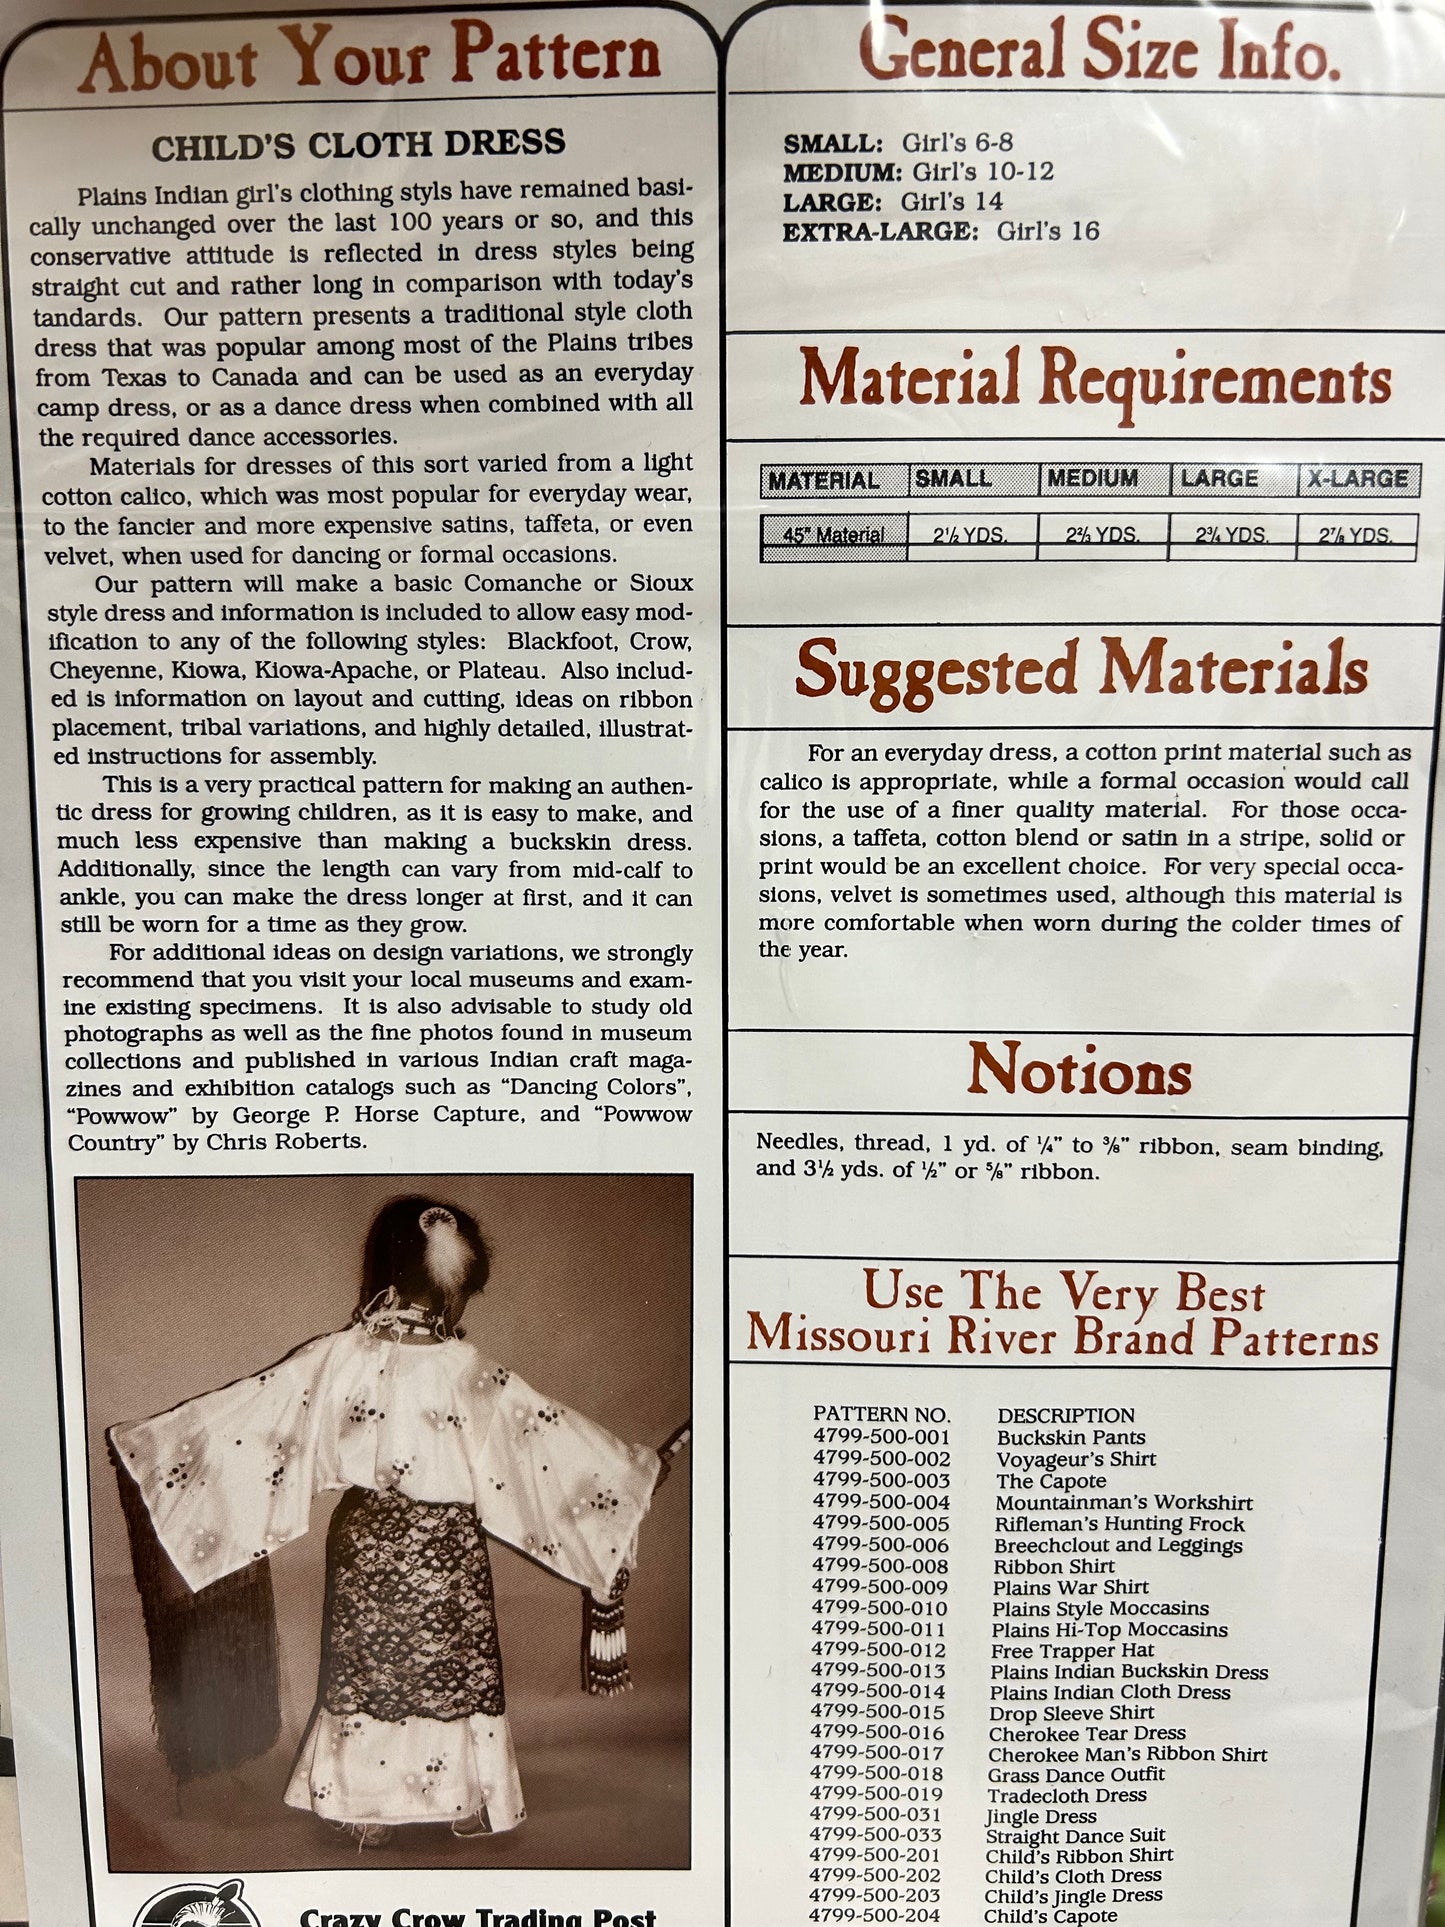 About Your Pattern
CHILD'S CLOTH DRESS
Plains Indian girl's clothing styls have remained basi-
cally unchanged over the last 100 years or so, and this
conservative attitude is reflected in dress styles being
straight cut and rather long in comparison with today's
tandards. Our pattern presents a traditional style cloth
dress that was popular among most of the Plains tribes
from Texas to Canada and can be used as an everyday
camp dress, or as a dance dress when combined with all
the required dance accessories.
Materials for dresses of this sort varied from a light
cotton calico, which was most popular for everyday wear,
to the fancier and more expensive satins, taffeta, or even
velvet, when used for dancing or formal occasions.
Our pattern will make a basic Comanche or Sioux
style dress and information is included to allow easy mod-
ification to any of the following styles: Blackfoot, Crow,
Cheyenne, Kiowa, Kiowa-Apache, or Plateau. Also includ-
ed is information on layout and cutting, ideas on ribbon
placement, tribal variations, and highly detailed, illustrat-
ed instructions for assembly.
This is a very practical pattern for making an authen-
tic dress for growing children, as it is easy to make, and
much less expensive than making a buckskin dress.
Additionally, since the length can vary from mid-calf to
ankle, you can make the dress longer at first, and it can
still be worn for a time as they grow.
For additional ideas on design variations, we strongly
recommend that you visit your local museums and exam-
ine existing specimens. It is also advisable to study old
photographs as well as the fine photos found in museum
collections and published in various Indian craft maga-
zines and exhibition catalogs such as “Dancing Colors”,
“Powwow” by George P. Horse Capture, and “Powwow
Country” by Chris Roberts.
Crazy Crow Trading Post
General Size Info.
SMALL: Girl's 6-8
MEDIUM: Girl's 10-12
LARGE: Girl's 14
EXTRA-LARGE: Girl's 16
Material Requirements
MATERIAL SMALL MEDIUM LARGE X-LARGE
45" Material 2½ YDS. 2⅔ YDS. 2¾ YDS. 2⅞ YDS.
Suggested Materials
For an everyday dress, a cotton print material such as
calico is appropriate, while a formal occasion would call
for the use of a finer quality material. For those occa-
sions, a taffeta, cotton blend or satin in a stripe, solid or
print would be an excellent choice. For very special occa-
sions, velvet is sometimes used, although this material is
more comfortable when worn during the colder times of
the year.
Notions
Needles, thread, 1 yd. of ¼” to ⅜” ribbon, seam binding,
and 3½ yds. of ½” or ⅝” ribbon.
Use The Very Best
Missouri River Brand Patterns
PATTERN NO. DESCRIPTION
4799-500-001 Buckskin Pants
4799-500-002 Voyageur's Shirt
4799-500-003 The Capote
4799-500-004 Mountainman's Workshirt
4799-500-005 Rifleman's Hunting Frock
4799-500-006 Breechclout and Leggings
4799-500-008 Ribbon Shirt
4799-500-009 Plains War Shirt
4799-500-010 Plains Style Moccasins
4799-500-011 Plains Hi-Top Moccasins
4799-500-012 Free Trapper Hat
4799-500-013 Plains Indian Buckskin Dress
4799-500-014 Plains Indian Cloth Dress
4799-500-015 Drop Sleeve Shirt
4799-500-016 Cherokee Tear Dress
4799-500-017 Cherokee Man's Ribbon Shirt
4799-500-018 Grass Dance Outfit
4799-500-019 Tradecloth Dress
4799-500-031 Jingle Dress
4799-500-033 Straight Dance Suit
4799-500-201 Child's Ribbon Shirt
4799-500-202 Child's Cloth Dress
4799-500-203 Child's Jingle Dress
4799-500-204 Child's Capote